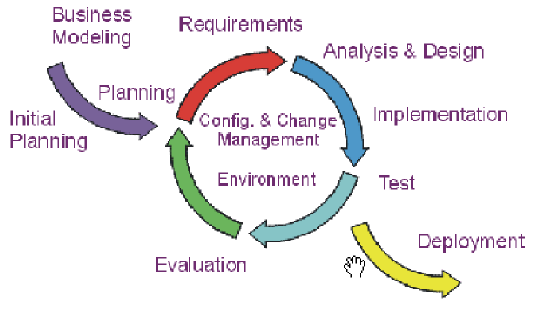 Business
Modeling
Requirements
Analysis & Design
Planning
Initial
Planning
Config. & Change
Management
Implementation
Environment
Test
Evaluation
Deployment